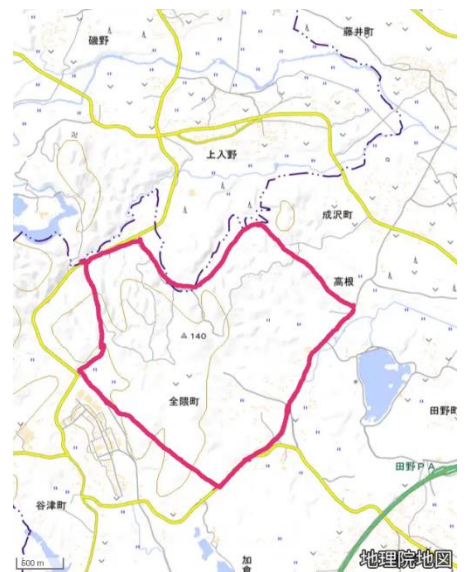 藤井町
磯野
上入野
成沢町
高根
140
全隈町
田野町
田野PA
谷津町
加倉
500 m
地理院地図